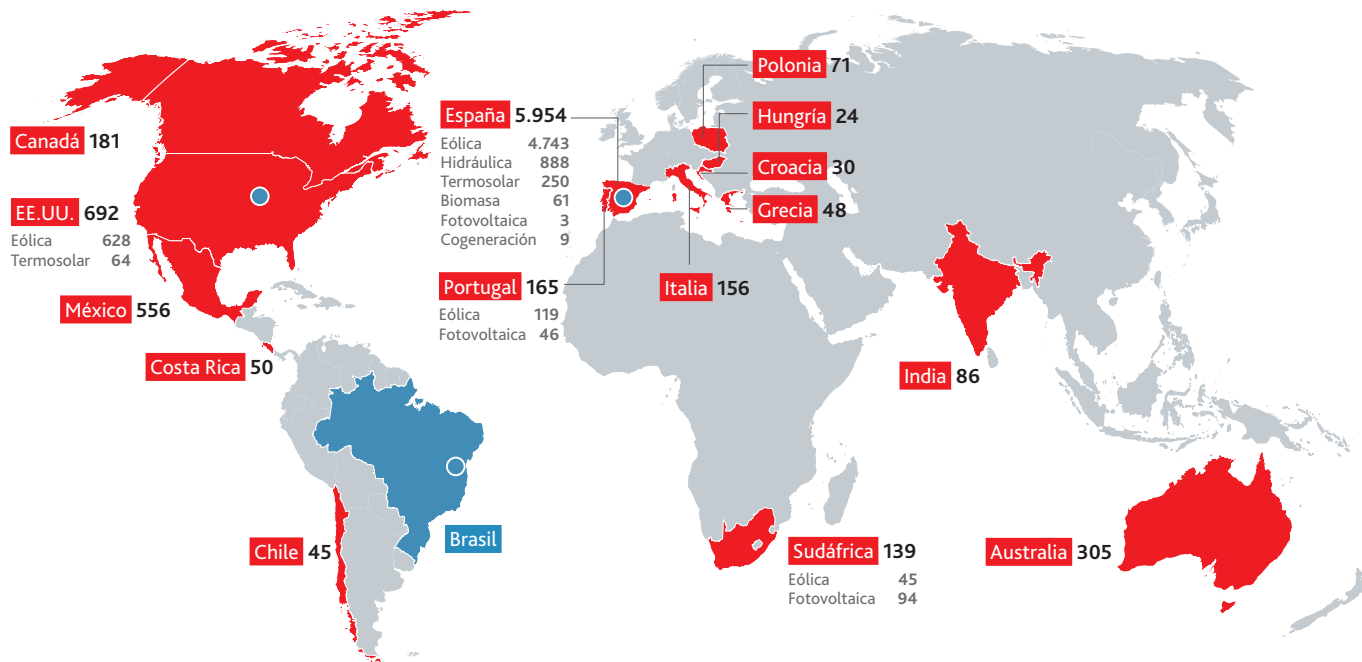 Canadá 181
EE.UU. 692
Eólica 628
Termosolar 64
México 556
Costa Rica 50
Chile 45
Brasil
España 5.954
Eólica 4.743
Hidráulica 888
Termosolar 250
Biomasa 61
Fotovoltaica 3
Cogeneración 9
Portugal 165
Eólica 119
Fotovoltaica 46
Italia 156
Polonia 71
Hungría 24
Croacia 30
Grecia 48
India 86
Sudáfrica 139
Eólica 45
Fotovoltaica 94
Australia 305